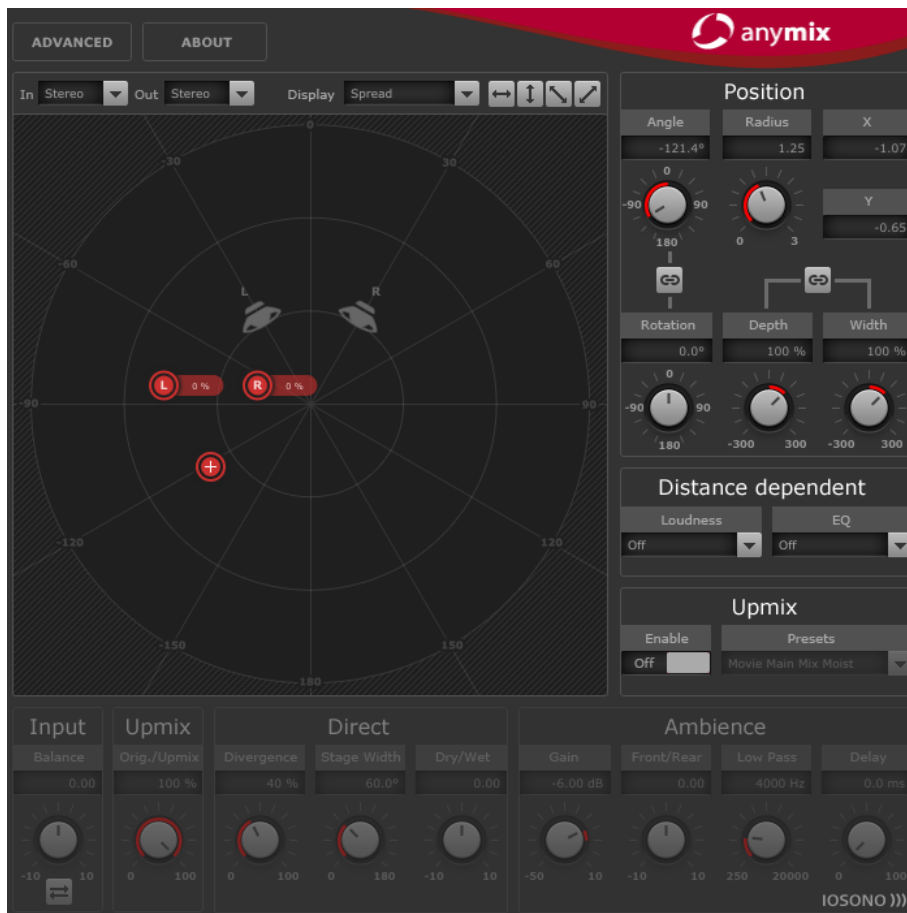 ADVANCED ABOUT anymix
In Stereo Out Stereo Display Spread
Position
Angle Radius X
-121.4° 1.25 -1.07
0
-90 90 Y
-0.65
180 0 3
Rotation Depth Width
0.0° 100 % 100 %
0
-90 90
180 -300 300 -300 300
0
-30 30
-60 60
L R
L 0 % R 0 %
-90 90
-120 120
-150 150
180
Distance dependent
Loudness EQ
Off Off
Upmix
Enable Presets
Off Movie Main Mix Moist
Input Upmix Direct Ambience
Balance Orig./Upmix Divergence Stage Width Dry/Wet Gain Front/Rear Low Pass Delay
0.00 100 % 40 % 60.0° 0.00 -6.00 dB 0.00 4000 Hz 0.0 ms
-10 10 0 100 0 100 0 180 -10 10 -50 10 -10 10 250 20000 0 100
IOSONO